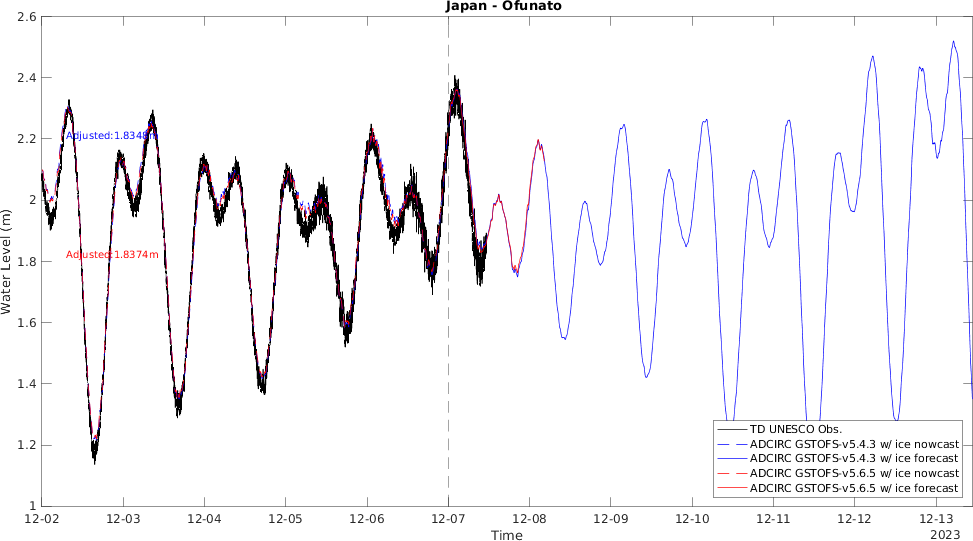 Japan - Ofunato
2.6
2.4
2.2
2
1.8
1.6
1.4
1.2
1
Water Level (m)
Adjusted:1.8348m
Adjusted:1.8374m
TD UNESCO Obs.
ADCIRC GSTOFS-v5.4.3 w/ ice nowcast
ADCIRC GSTOFS-v5.4.3 w/ ice forecast
ADCIRC GSTOFS-v5.6.5 w/ ice nowcast
ADCIRC GSTOFS-v5.6.5 w/ ice forecast
12-02 12-03 12-04 12-05 12-06 12-07 12-08 12-09 12-10 12-11 12-12 12-13
Time
2023